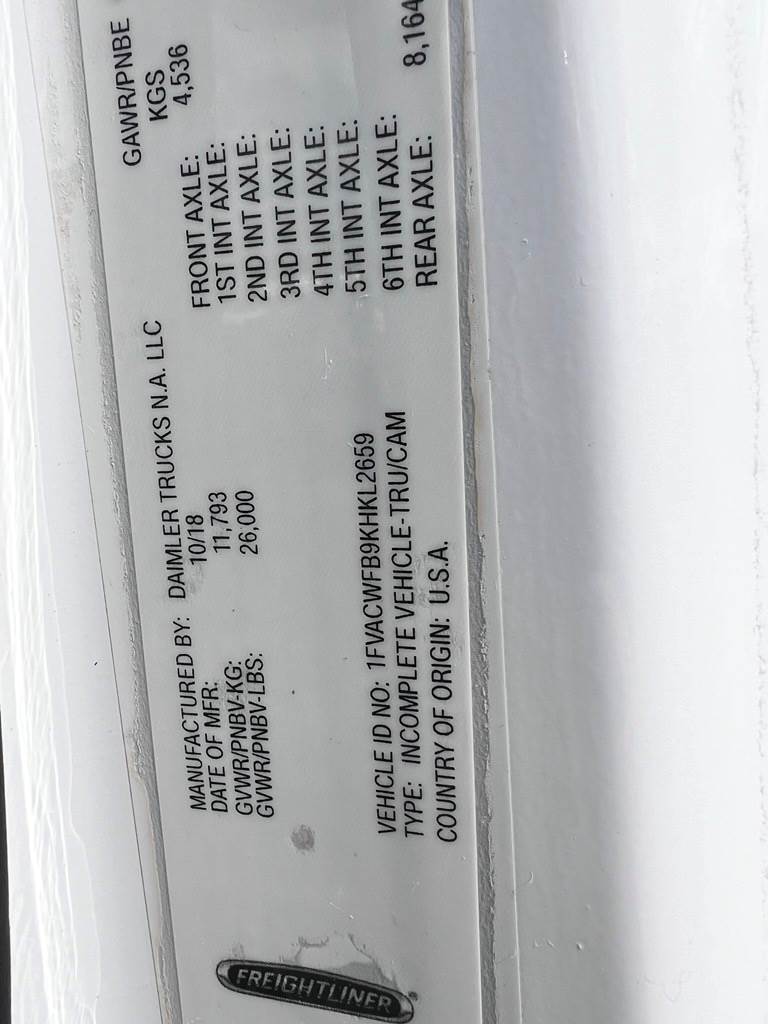 FREIGHTLINER
MANUFACTURED BY: DAIMLER TRUCKS N.A. LLC
DATE OF MFR: 10/18
GVWR/PNBV-KG: 11,793
GVWR/PNBV-LBS: 26,000
VEHICLE ID NO: 1FVACWFB9KHKL2659
TYPE: INCOMPLETE VEHICLE-TRU/CAM
COUNTRY OF ORIGIN: U.S.A.
GAWR/PNBE
KGS
FRONT AXLE: 4,536
1ST INT AXLE:
2ND INT AXLE:
3RD INT AXLE:
4TH INT AXLE:
5TH INT AXLE:
6TH INT AXLE:
REAR AXLE: 8,164